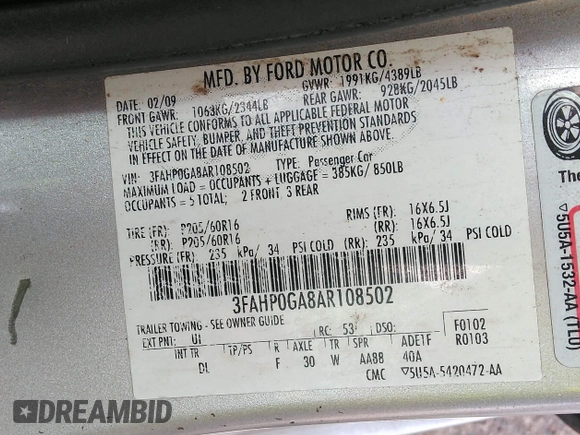 MFD. BY FORD MOTOR CO.
DATE 02/09
GVWR: 1991KG/4389LB
FRONT GAWR: 1063KG/2344LB
REAR GAWR: 928KG/2045LB
THIS VEHICLE CONFORMS TO ALL APPLICABLE FEDERAL MOTOR
VEHICLE SAFETY, BUMPER, AND THEFT PREVENTION STANDARDS
IN EFFECT ON THE DATE OF MANUFACTURE SHOWN ABOVE.
VIN: 3FAHP0GA8AR108502 TYPE: Passenger Car
MAXIMUM LOAD = OCCUPANTS + LUGGAGE = 385KG/ 850LB
OCCUPANTS = 5 TOTAL; 2 FRONT, 3 REAR
TIRE (FR): P205/60R16 RIMS (FR): 16X6.5J
(RR): P205/60R16 (RR): 16X6.5J
PRESSURE (FR): 235 kPa/ 34 PSI COLD (RR): 235 kPa/ 34 PSI COLD
3FAHP0GA8AR108502
TRAILER TOWING - SEE OWNER GUIDE
EXT PNT: UI RC: 53 DSO: F0102
R0103
INT TR TP/PS R AXLE TR SPR ADE1F
DL F 30 W AA8B 40A
CMC ▽5U5A-5420472-AA
The
▽5U5A-1532-AA (TLO)
DREAMBID